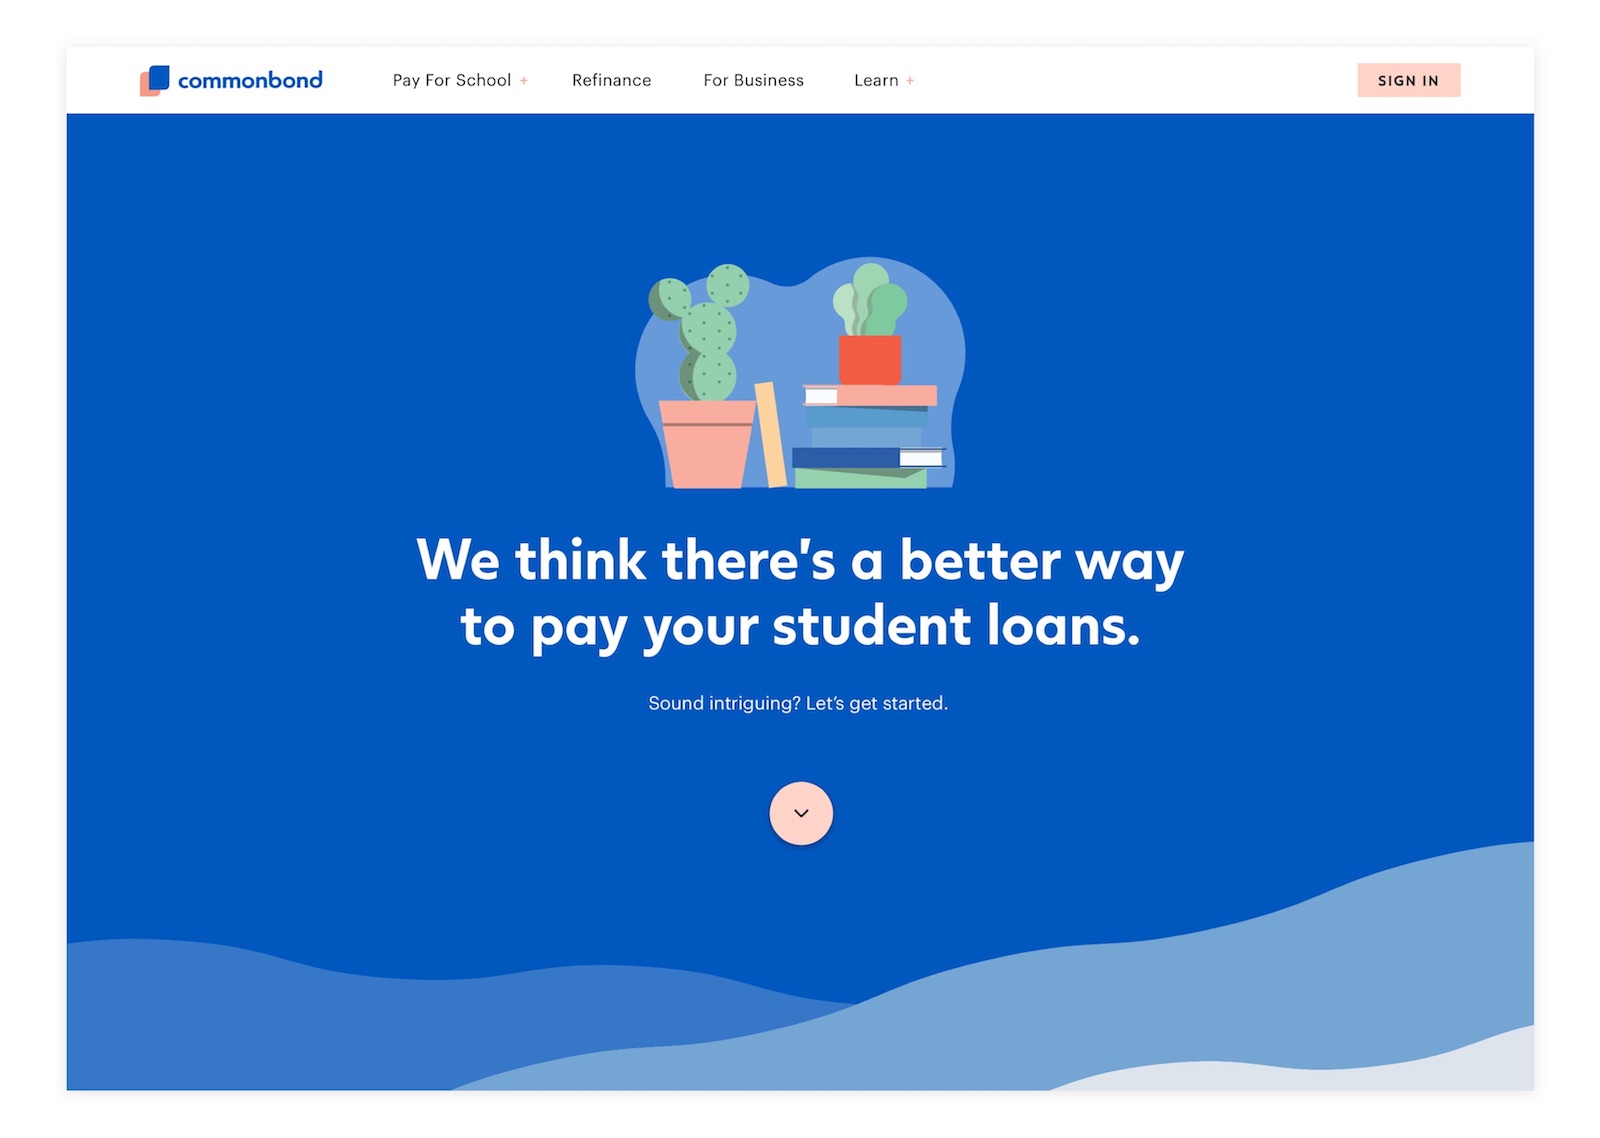 commonbond
Pay For School +
Refinance
For Business
Learn +
SIGN IN
We think there's a better way
to pay your student loans.
Sound intriguing? Let’s get started.